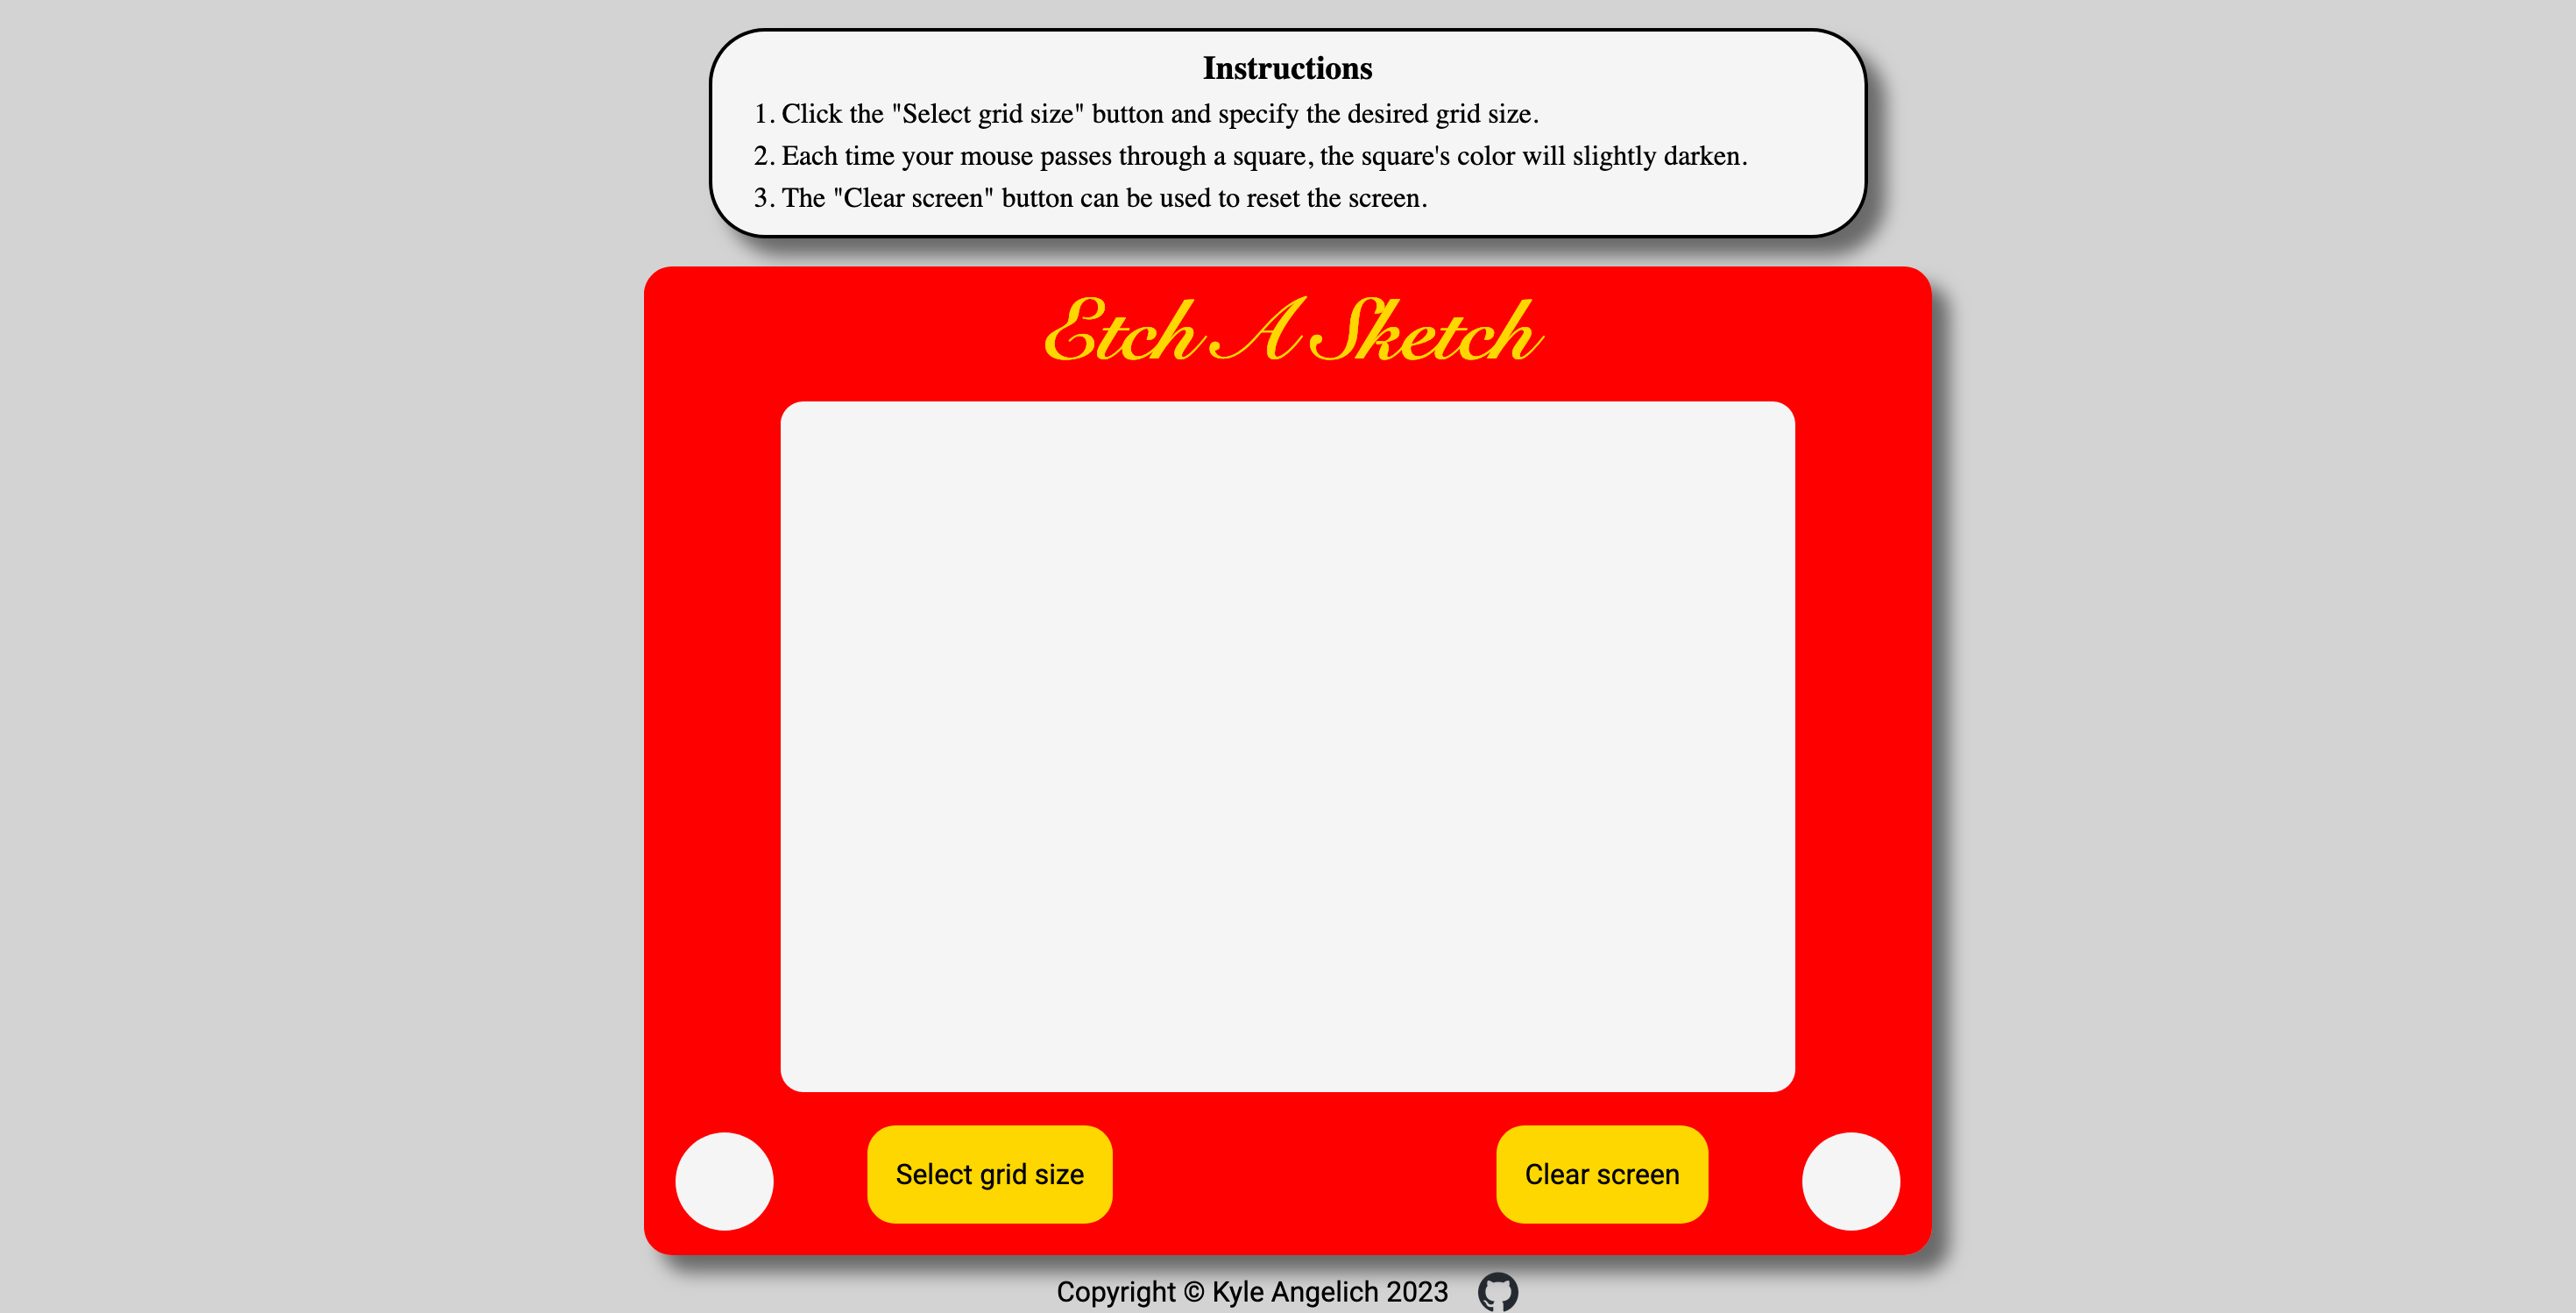 Instructions
1. Click the "Select grid size" button and specify the desired grid size.
2. Each time your mouse passes through a square, the square's color will slightly darken.
3. The "Clear screen" button can be used to reset the screen.
Etch A Sketch
Select grid size
Clear screen
Copyright © Kyle Angelich 2023